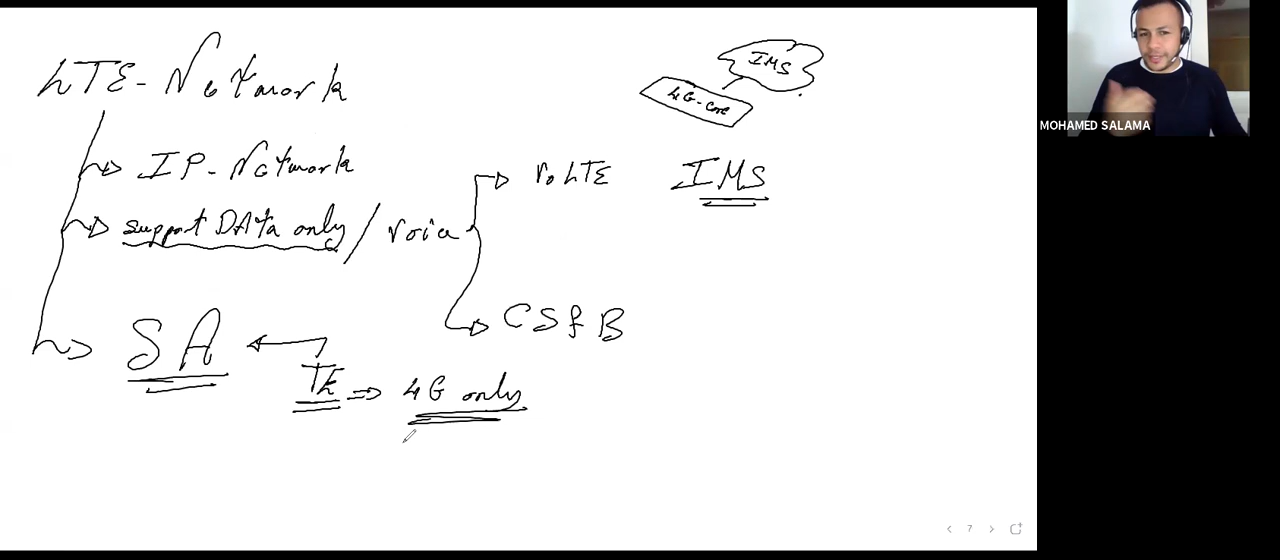 LTE-Network
IMS
4G-core
IP-Network
VoLTE
IMS
support DATA only / Voice
CSFB
SA
TE => 4G only
MOHAMED SALAMA
7